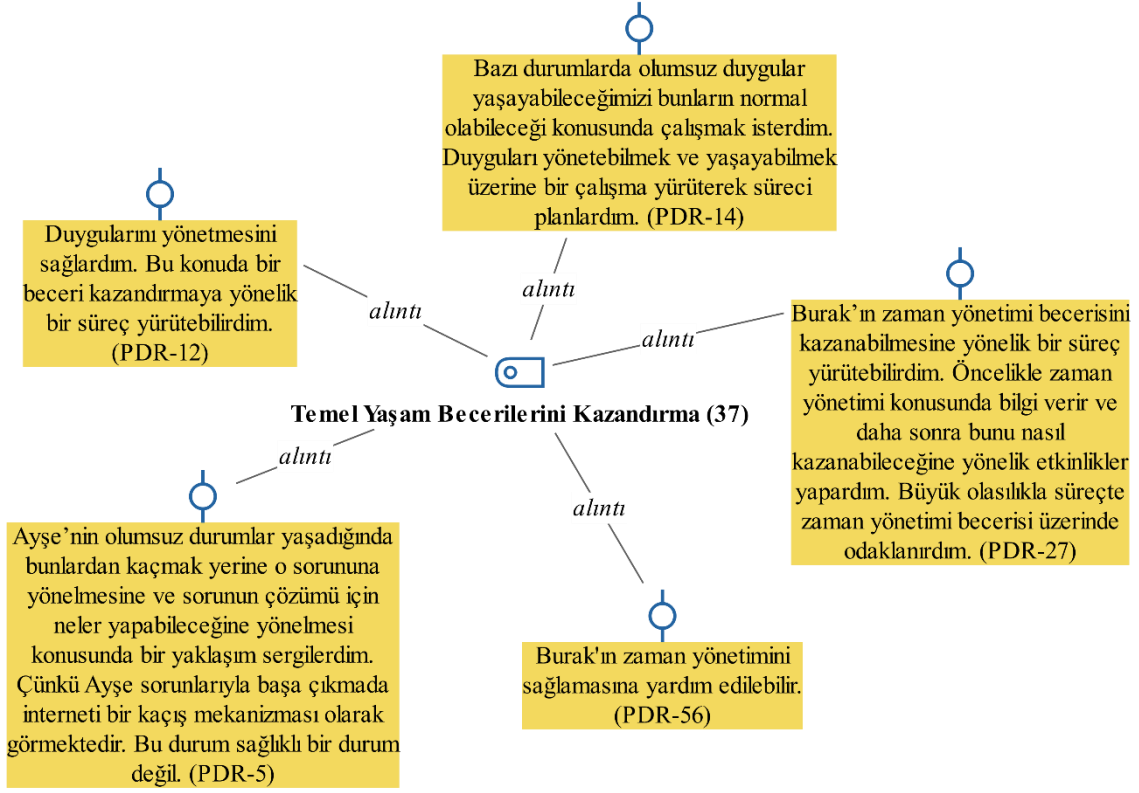 Bazı durumlarda olumsuz duygular
yaşayabileceğimizi bunların normal
olabileceği konusunda çalışmak isterdim.
Duyguları yönetebilmek ve yaşayabilmek
üzerine bir çalışma yürüterek süreci
planlardım. (PDR-14)
Duygularını yönetmesini
sağlardım. Bu konuda bir
beceri kazandırmaya yönelik
bir süreç yürütebilirdim.
(PDR-12)
alıntı
alıntı
alıntı
Burak’ın zaman yönetimi becerisini
kazanabilmesine yönelik bir süreç
yürütebilirdim. Öncelikle zaman
yönetimi konusunda bilgi verir ve
daha sonra bunu nasıl
kazanabileceğine yönelik etkinlikler
yapardım. Büyük olasılıkla süreçte
zaman yönetimi becerisi üzerinde
odaklanırdım. (PDR-27)
Temel Yaşam Becerilerini Kazandırma (37)
alıntı
alıntı
Ayşe’nin olumsuz durumlar yaşadığında
bunlardan kaçmak yerine o sorununa
yönelmesine ve sorunun çözümü için
neler yapabileceğine yönelmesi
konusunda bir yaklaşım sergilerdim.
Çünkü Ayşe sorunlarıyla başa çıkmada
interneti bir kaçış mekanizması olarak
görmektedir. Bu durum sağlıklı bir durum
değil. (PDR-5)
Burak'ın zaman yönetimini
sağlamasına yardım edilebilir.
(PDR-56)